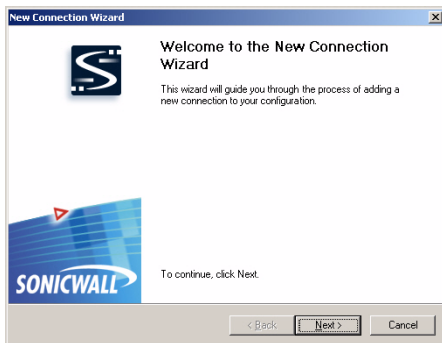 New Connection Wizard
Welcome to the New Connection
Wizard
This wizard will guide you through the process of adding a
new connection to your configuration.
SONICWALL
To continue, click Next.
< Back
Next >
Cancel